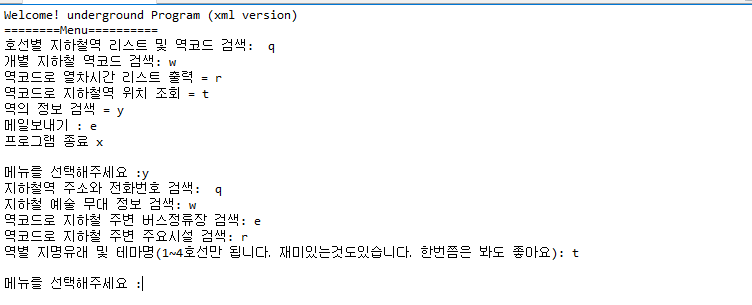 Welcome! underground Program (xml version)
========Menu==========
호선별 지하철역 리스트 및 역코드 검색:  q
개별 지하철 역코드 검색: w
역코드로 열차시간 리스트 출력 = r
역코드로 지하철역 위치 조회 = t
역의 정보 검색 = y
메일보내기 : e
프로그램 종료 x
메뉴를 선택해주세요 :y
지하철역 주소와 전화번호 검색:  q
지하철 예술 무대 정보 검색: w
역코드로 지하철 주변 버스정류장 검색: e
역코드로 지하철 주변 주요시설 검색: r
역별 지명유래 및 테마명(1~4호선만 됩니다. 재미있는것도있습니다. 한번쯤은 봐도 좋아요): t
메뉴를 선택해주세요 :